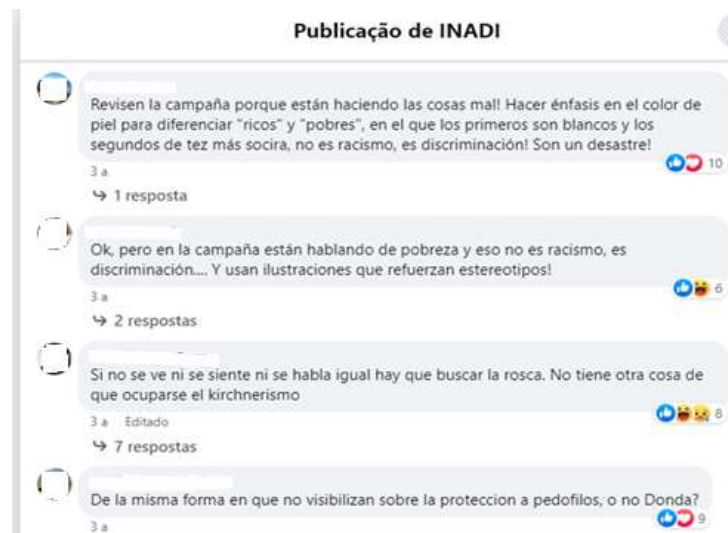 Publicação de INADI
Revisen la campaña porque están haciendo las cosas mal! Hacer énfasis en el color de
piel para diferenciar "ricos" y "pobres", en el que los primeros son blancos y los
segundos de tez más socira, no es racismo, es discriminación! Son un desastre!
10
3 a
1 resposta
Ok, pero en la campaña están hablando de pobreza y eso no es racismo, es
discriminación.... Y usan ilustraciones que refuerzan estereotipos!
6
3 a
2 respostas
Si no se ve ni se siente ni se habla igual hay que buscar la rosca. No tiene otra cosa de
que ocuparse el kirchnerismo
8
3 a Editado
7 respostas
De la misma forma en que no visibilizan sobre la proteccion a pedofilos, o no Donda?
9
3 a